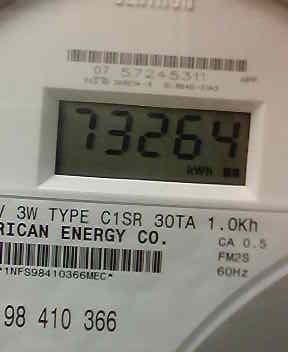 07 57245311
73264
kWh
V 3W TYPE C1SR 30TA 1.0Kh
RICAN ENERGY CO.
CA 0.5
FM2S
60Hz
*1NFS98410366MEC*
98 410 366